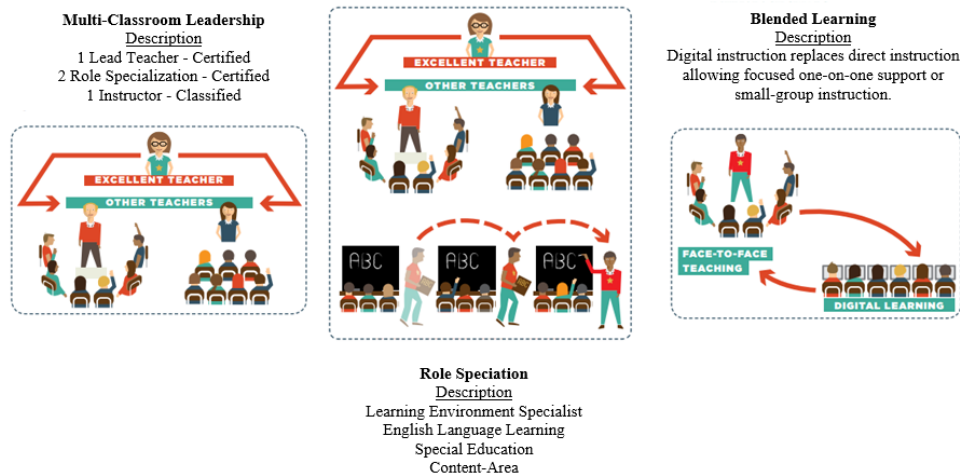 Multi-Classroom Leadership
Description
1 Lead Teacher - Certified
2 Role Specialization - Certified
1 Instructor - Classified
EXCELLENT TEACHER
OTHER TEACHERS
EXCELLENT TEACHER
OTHER TEACHERS
ABC
ABC
ABC
Role Speciation
Description
Learning Environment Specialist
English Language Learning
Special Education
Content-Area
Blended Learning
Description
Digital instruction replaces direct instruction
allowing focused one-on-one support or
small-group instruction.
FACE-TO-FACE
TEACHING
DIGITAL LEARNING